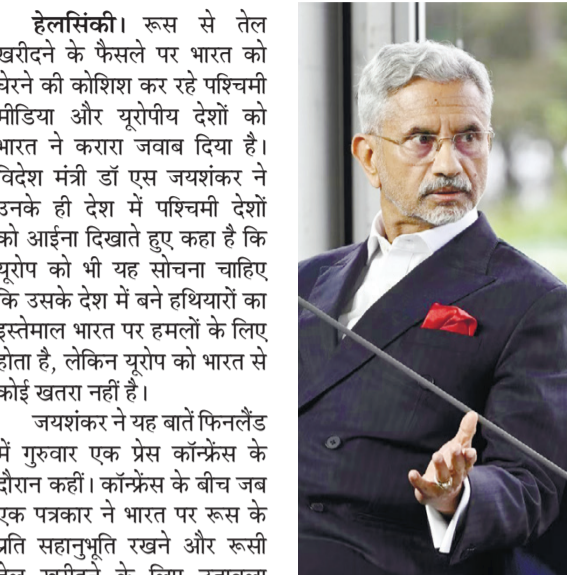 हेलसिंकी। रूस से तेल
खरीदने के फैसले पर भारत को
घेरने की कोशिश कर रहे पश्चिमी
मीडिया और यूरोपीय देशों को
भारत ने करारा जवाब दिया है।
विदेश मंत्री डॉ एस जयशंकर ने
उनके ही देश में पश्चिमी देशों
को आईना दिखाते हुए कहा है कि
यूरोप को भी यह सोचना चाहिए
कि उसके देश में बने हथियारों का
इस्तेमाल भारत पर हमलों के लिए
होता है, लेकिन यूरोप को भारत से
कोई खतरा नहीं है।
जयशंकर ने यह बातें फिनलैंड
में गुरुवार एक प्रेस कॉन्फ्रेंस के
दौरान कहीं। कॉन्फ्रेंस के बीच जब
एक पत्रकार ने भारत पर रूस के
प्रति सहानुभूति रखने और रूसी